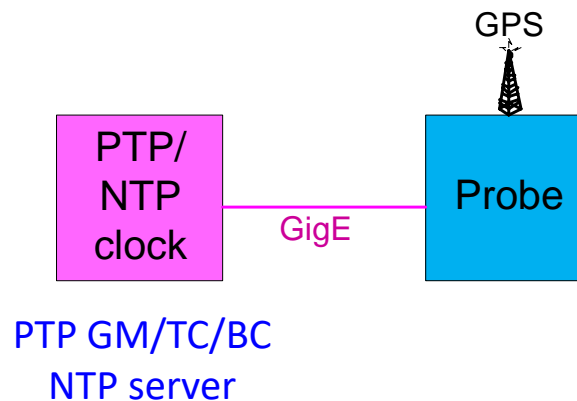 GPS
PTP/
NTP
clock
GigE
Probe
PTP GM/TC/BC
NTP server